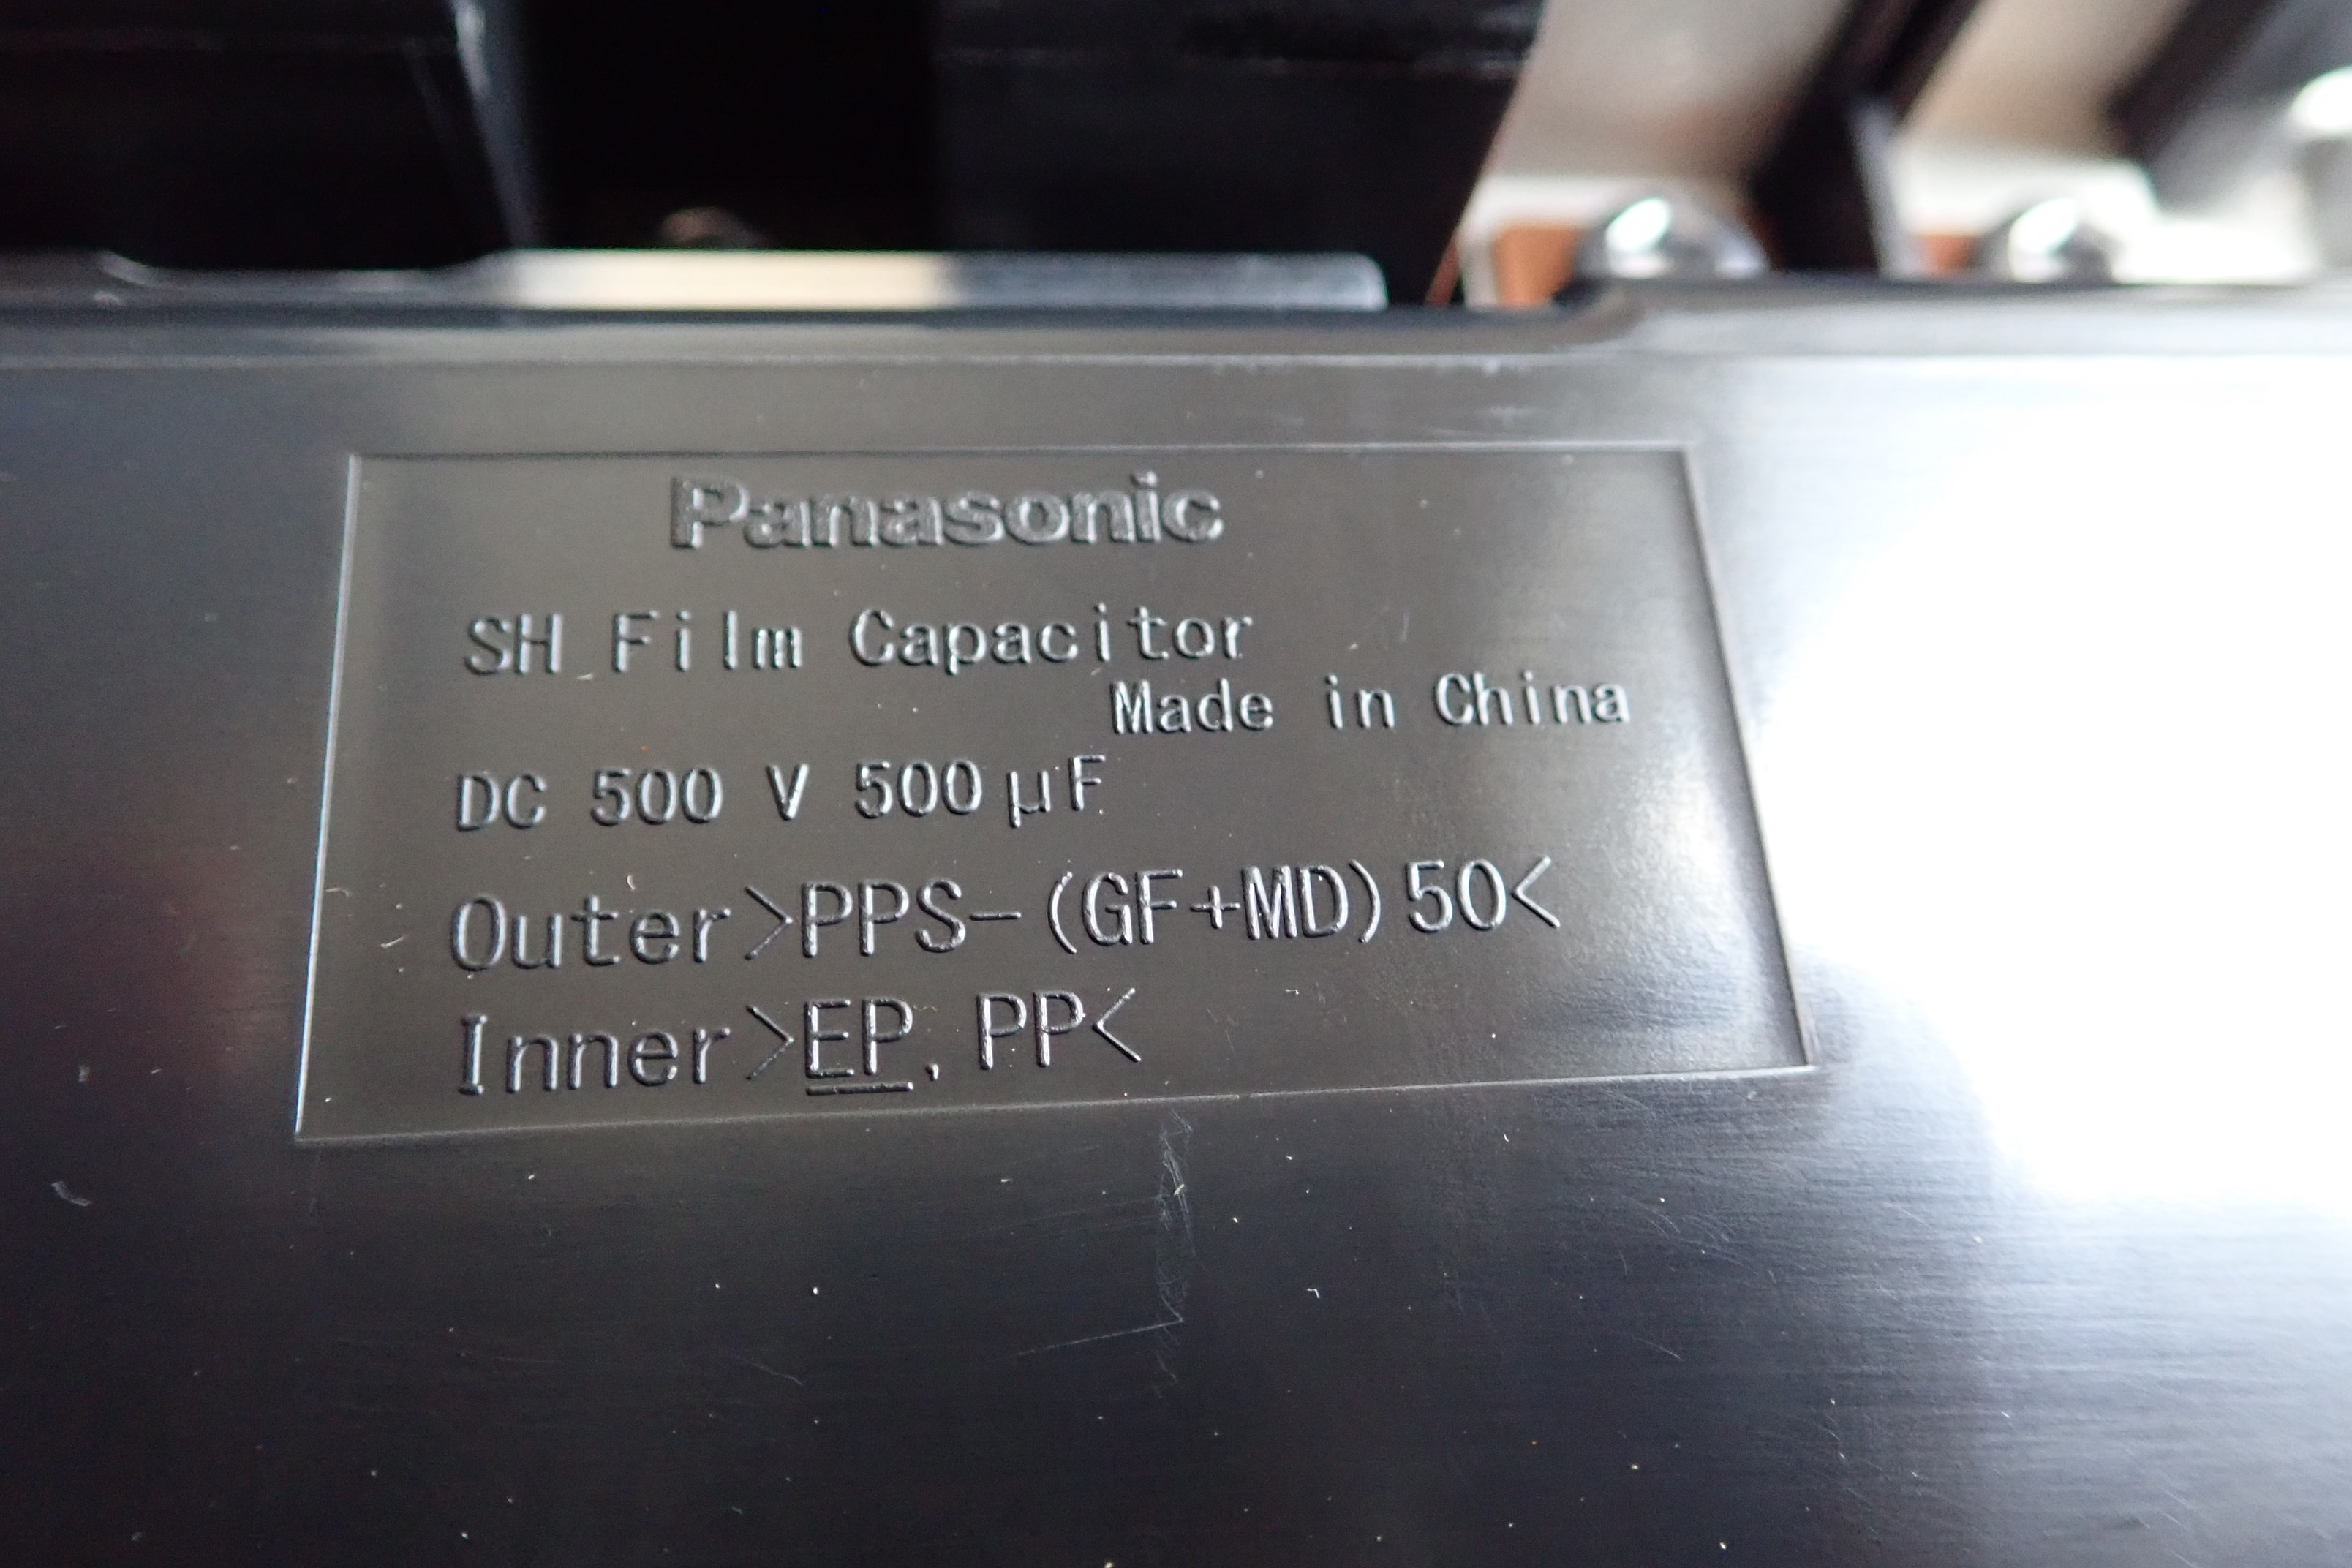 Panasonic
SH Film Capacitor
Made in China
DC 500 V 500μF
Outer>PPS-(GF+MD)50<
Inner>EP, PP<